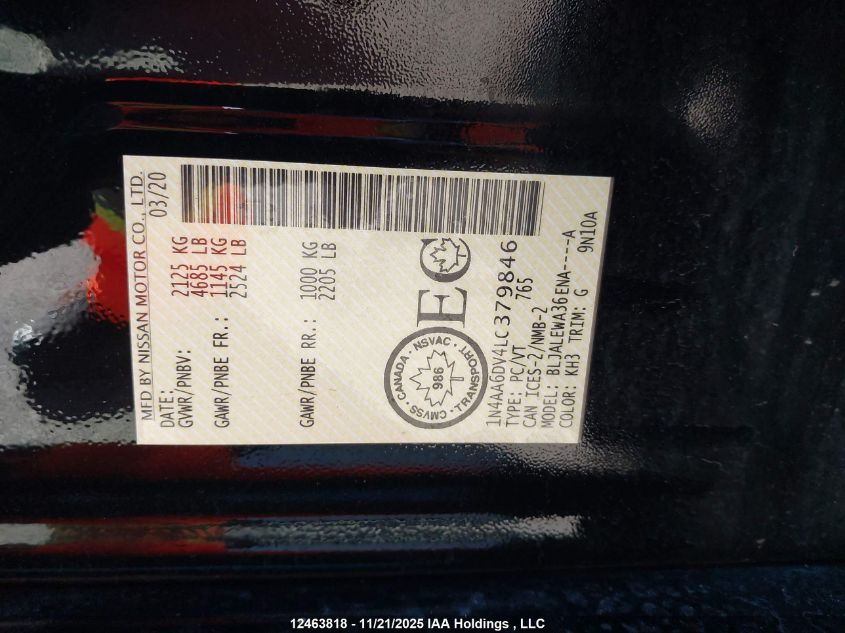 MFD BY NISSAN MOTOR CO., LTD.
DATE: 03/20
GVWR/PNBV: 2125 KG
4685 LB
GAWR/PNBE FR.: 1145 KG
2524 LB
GAWR/PNBE RR.: 1000 KG
2205 LB
CANADA · NSVAC · TRANSPORT · CMVSS
986
EC
1N4AA6DV4LC379846
TYPE: PC/VT 765
CAN ICES-2/NMB-2
MODEL: BLJALEWA36ENA----A
COLOR: KH3 TRIM: G 9N10A
12463818 - 11/21/2025 IAA Holdings , LLC